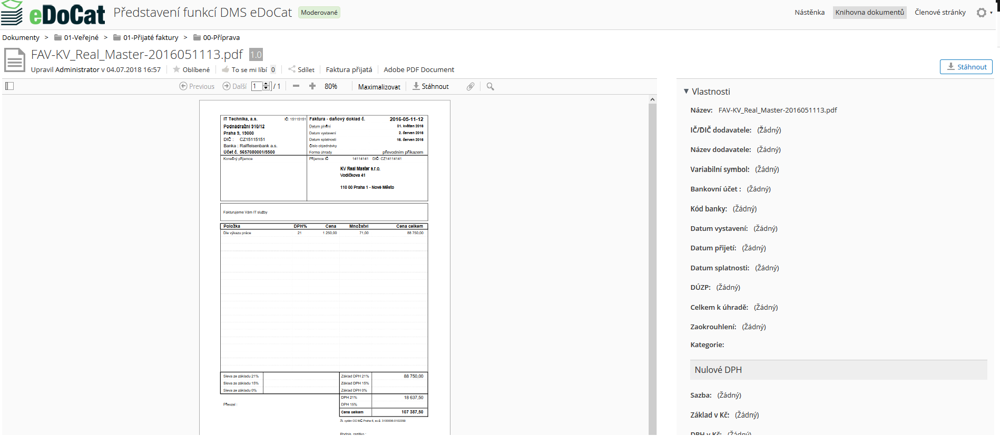 eDoCat Představení funkcí DMS eDoCat Moderované Nástěnka Knihovna dokumentů Členové stránky
Dokumenty > 01-Veřejné > 01-Přijaté faktury > 00-Příprava
FAV-KV_Real_Master-2016051113.pdf 1.0
Upravil Administrator v 04.07.2018 16:57 Oblíbené To se mi líbí 0 Sdílet Faktura přijatá Adobe PDF Document Stáhnout
Previous Další 1 / 1 80% Maximalizovat Stáhnout
IT Technika, a.s. IČ: 15115151
Podnádražní 910/12
Praha 9, 19000
DIČ : CZ15115151
Banka : Raiffeisenbank a.s.
Účet č. 5657080001/5500
Faktura - daňový doklad č. 2016-05-11-12
Datum plnění 31. květen 2016
Datum vystavení 2. červen 2016
Datum splatnosti 16. červen 2016
Číslo objednávky
Forma úhrady převodním příkazem
Konečný příjemce
Příjemce IČ 14114141 DIČ: CZ14114141
KV Real Master s.r.o.
Vodičkova 41
110 00 Praha 1 - Nové Město
Fakturujeme Vám IT služby
Položka DPH% Cena Množství Cena celkem
Dle výkazu práce 21 1 250,00 71,00 88 750,00
Sleva ze základu 21% Základ DPH 21% 88 750,00
Sleva ze základu 15% Základ DPH 15%
Sleva ze základu 0% Základ DPH 0%
DPH 21% 18 637,50
Převzal : DPH 15%
Cena celkem 107 387,50
ŽL vydán OÚ MČ Praha 6, ev.č. 3100006-0102299
Podpis, razítko :
Vlastnosti
Název: FAV-KV_Real_Master-2016051113.pdf
IČ/DIČ dodavatele: (Žádný)
Název dodavatele: (Žádný)
Variabilní symbol: (Žádný)
Bankovní účet : (Žádný)
Kód banky: (Žádný)
Datum vystavení: (Žádný)
Datum přijetí: (Žádný)
Datum splatnosti: (Žádný)
DÚZP: (Žádný)
Celkem k úhradě: (Žádný)
Zaokrouhlení: (Žádný)
Kategorie:
Nulové DPH
Sazba: (Žádný)
Základ v Kč: (Žádný)
DPH v Kč: (Žádný)